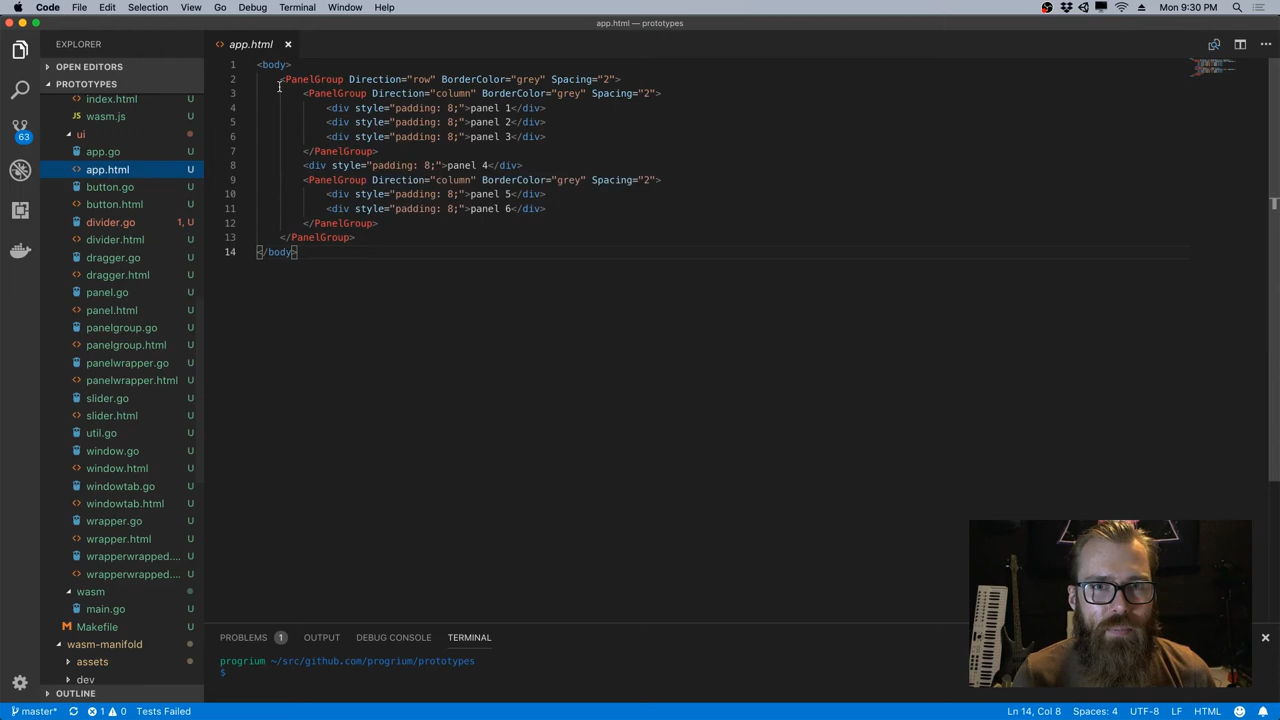 Code File Edit Selection View Go Debug Terminal Window Help Mon 9:30 PM
app.html — prototypes
EXPLORER
OPEN EDITORS
PROTOTYPES
index.html U
JS wasm.js U
ui
app.go U
app.html U
button.go U
button.html U
divider.go 1, U
divider.html U
dragger.go U
dragger.html U
panel.go U
panel.html U
panelgroup.go U
panelgroup.html U
panelwrapper.go U
panelwrapper.html U
slider.go U
slider.html U
util.go U
window.go U
window.html U
windowtab.go U
windowtab.html U
wrapper.go U
wrapper.html U
wrapperwrapped.... U
wrapperwrapped.... U
wasm
main.go U
M Makefile U
wasm-manifold
assets
dev
OUTLINE
63
app.html
1 <body>
2 <PanelGroup Direction="row" BorderColor="grey" Spacing="2">
3 <PanelGroup Direction="column" BorderColor="grey" Spacing="2">
4 <div style="padding: 8;">panel 1</div>
5 <div style="padding: 8;">panel 2</div>
6 <div style="padding: 8;">panel 3</div>
7 </PanelGroup>
8 <div style="padding: 8;">panel 4</div>
9 <PanelGroup Direction="column" BorderColor="grey" Spacing="2">
10 <div style="padding: 8;">panel 5</div>
11 <div style="padding: 8;">panel 6</div>
12 </PanelGroup>
13 </PanelGroup>
14 </body>
PROBLEMS 1 OUTPUT DEBUG CONSOLE TERMINAL
progrium ~/src/github.com/progrium/prototypes
$
master* 1 0 Tests Failed Ln 14, Col 8 Spaces: 4 UTF-8 LF HTML